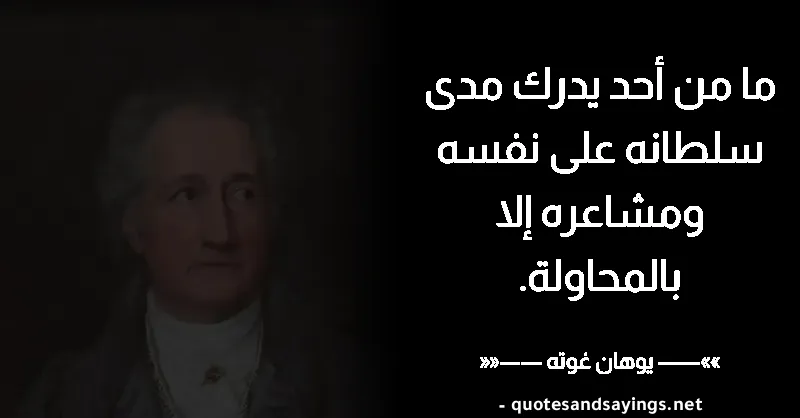 ما من أحد يدرك مدى
سلطانه على نفسه
ومشاعره إلا
بالمحاولة.
»»—— يوهان غوته ——««
- quotesandsayings.net